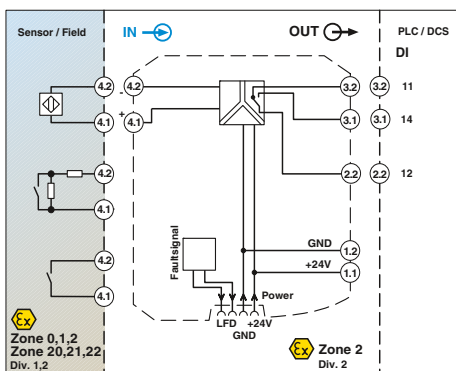 Sensor / Field
IN
OUT
PLC / DCS
DI
4.2
4.2
-
3.2
3.2
11
+
4.1
4.1
3.1
3.1
14
4.2
2.2
2.2
12
4.1
Faultsignal
GND
1.2
4.2
+24V
1.1
4.1
Power
LFD
+24V
GND
Ex
Zone 0,1,2
Zone 20,21,22
Div. 1,2
Ex
Zone 2
Div. 2